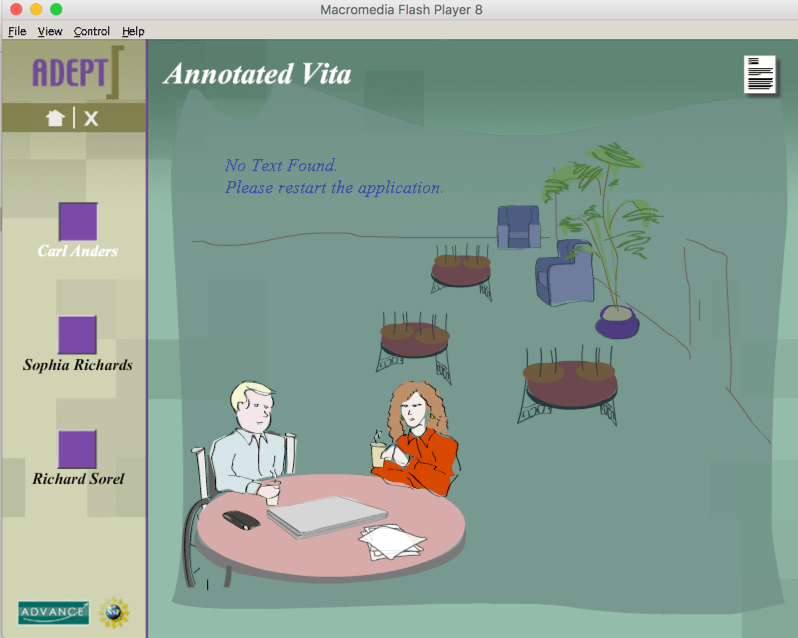 Macromedia Flash Player 8
File View Control Help
ADEPT
Annotated Vita
X
No Text Found.
Please restart the application.
Carl Anders
Sophia Richards
Richard Sorel
ADVANCE
NSF